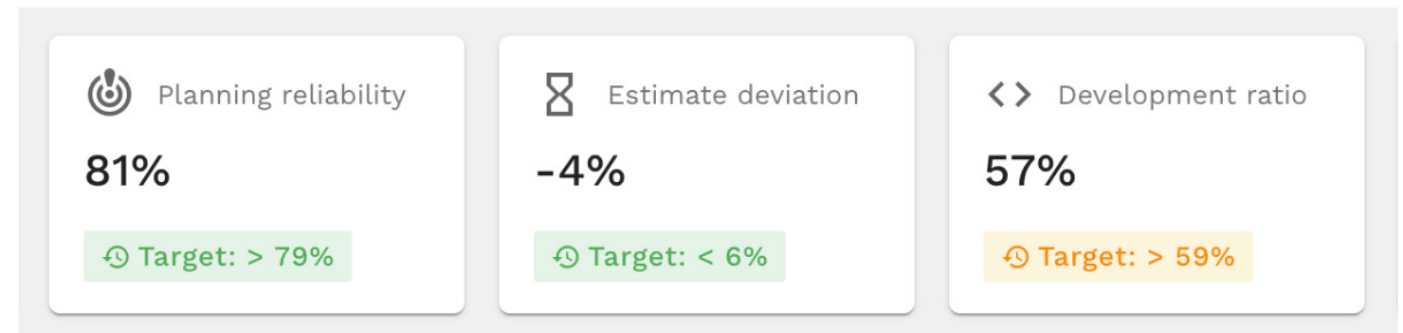 Planning reliability
81%
Target: > 79%
Estimate deviation
-4%
Target: < 6%
Development ratio
57%
Target: > 59%